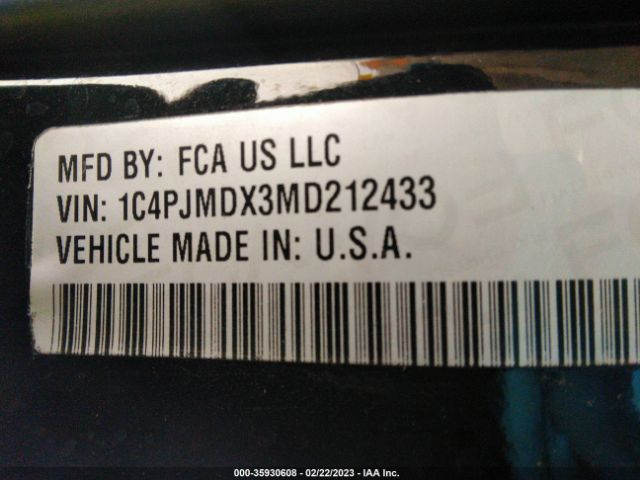 MFD BY: FCA US LLC
VIN: 1C4PJMDX3MD212433
VEHICLE MADE IN: U.S.A.
000-35930608 - 02/22/2023 - IAA Inc.